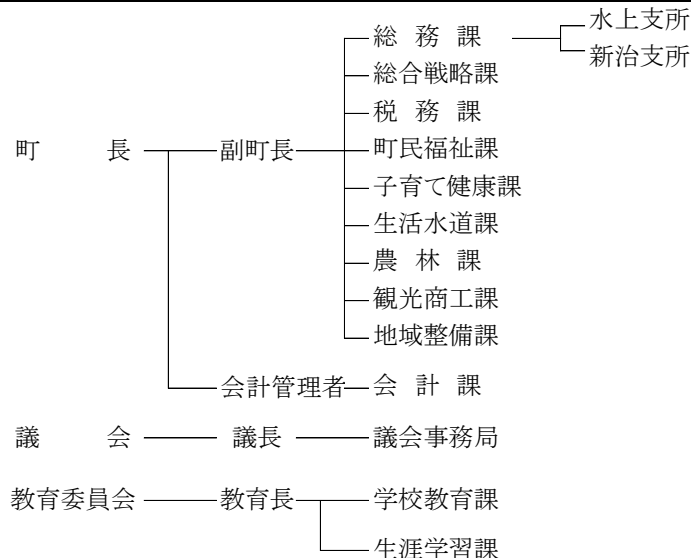 総務課 水上支所
新治支所
総合戦略課
税務課
町長 副町長 町民福祉課
子育て健康課
生活水道課
農林課
観光商工課
地域整備課
会計管理者 会計課
議会 議長 議会事務局
教育委員会 教育長 学校教育課
生涯学習課